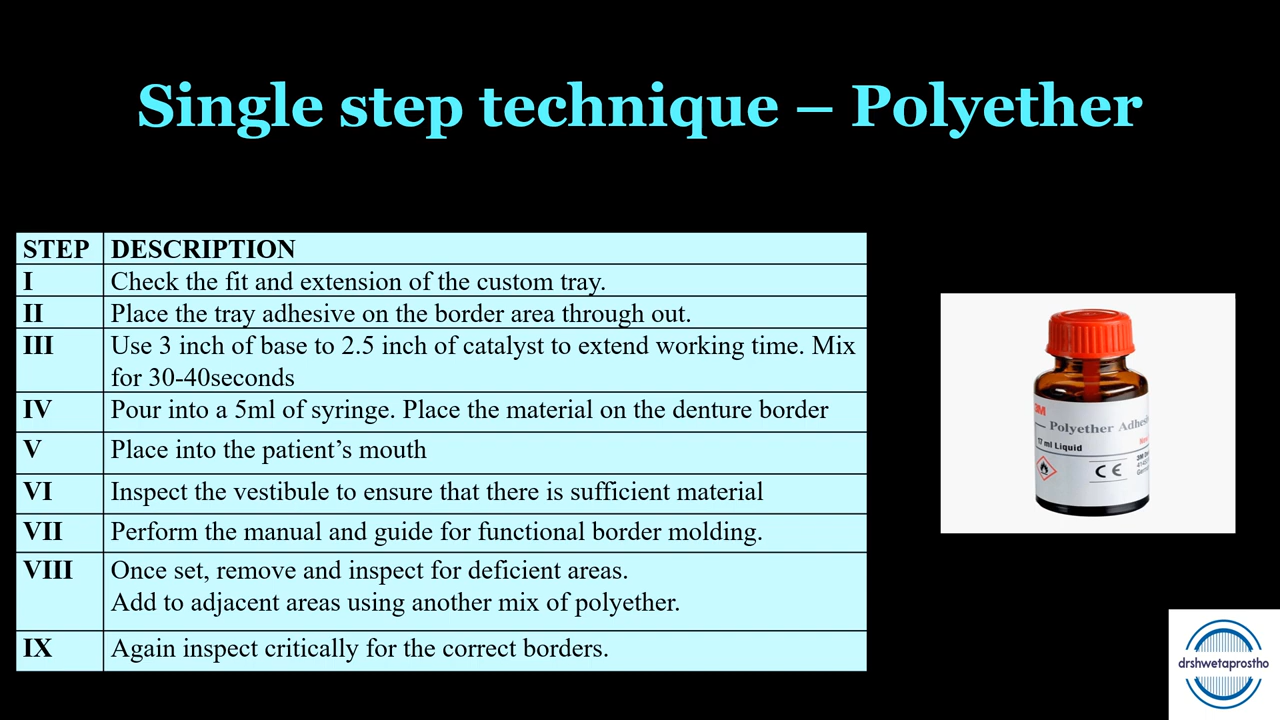 Single step technique – Polyether
STEP DESCRIPTION
I Check the fit and extension of the custom tray.
II Place the tray adhesive on the border area through out.
III Use 3 inch of base to 2.5 inch of catalyst to extend working time. Mix
for 30-40seconds
IV Pour into a 5ml of syringe. Place the material on the denture border
V Place into the patient’s mouth
VI Inspect the vestibule to ensure that there is sufficient material
VII Perform the manual and guide for functional border molding.
VIII Once set, remove and inspect for deficient areas.
Add to adjacent areas using another mix of polyether.
IX Again inspect critically for the correct borders.
3M
Polyether
17 ml Liquid
CE
3M
drshwetaprostho